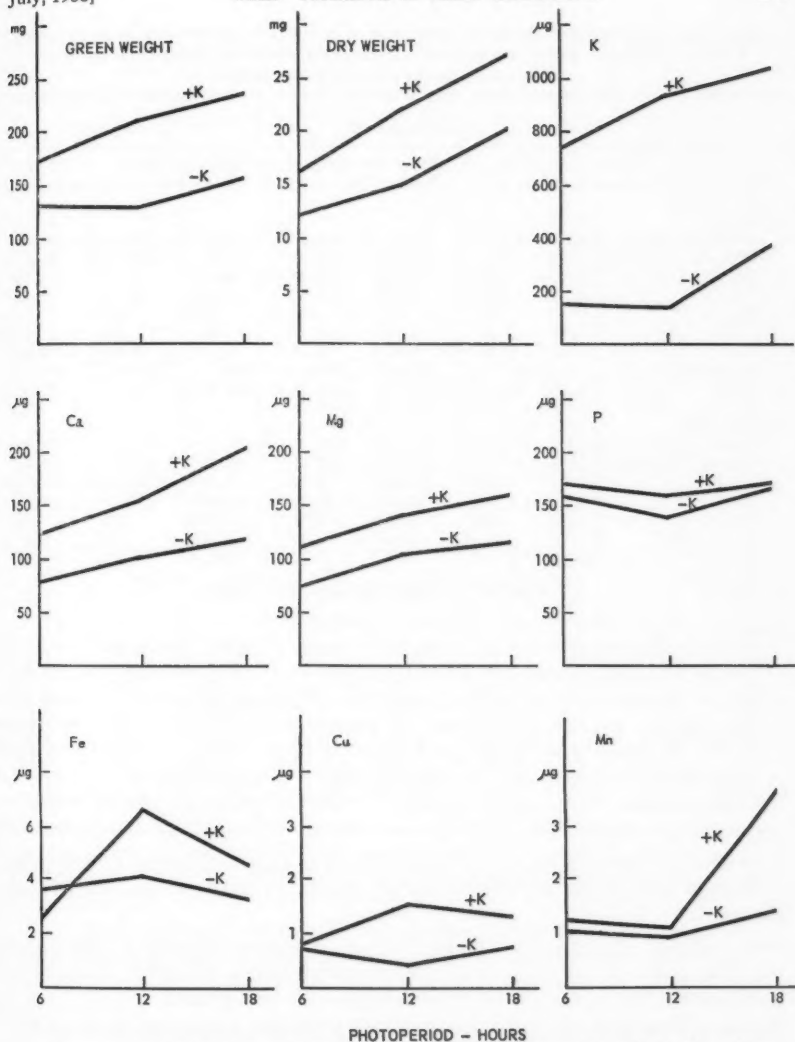 july,
mg
GREEN WEIGHT
250
200
150
100
50
+K
-K
mg
DRY WEIGHT
25
20
15
10
5
+K
-K
µg
K
1000
800
600
400
200
+K
-K
µg
Ca
200
150
100
50
+K
-K
µg
Mg
200
150
100
50
+K
-K
µg
P
200
150
100
50
+K
-K
Fe
µg
6
4
2
+K
-K
6 12 18
Cu
µg
3
2
1
+K
-K
6 12 18
Mn
µg
3
2
1
+K
-K
6 12 18
PHOTOPERIOD - HOURS